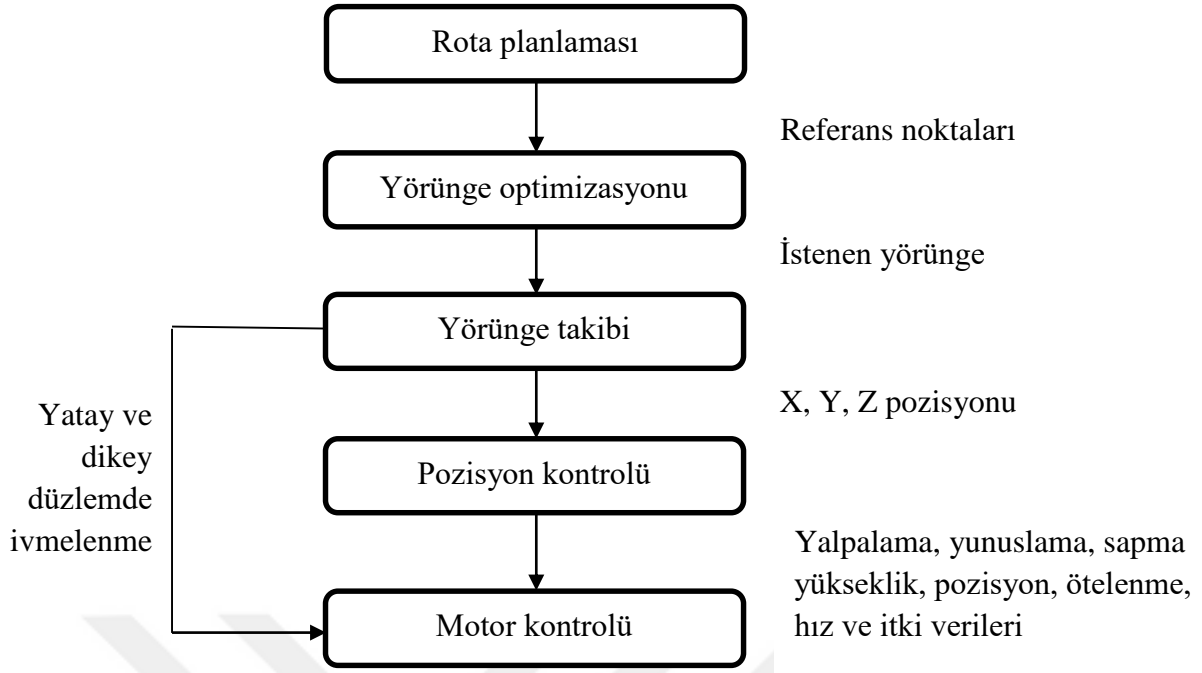 Rota planlaması
Referans noktaları
Yörünge optimizasyonu
İstenen yörünge
Yörünge takibi
X, Y, Z pozisyonu
Yatay ve
dikey
düzlemde
ivmelenme
Pozisyon kontrolü
Yalpalama, yunuslama, sapma
yükseklik, pozisyon, ötelenme,
hız ve itki verileri
Motor kontrolü